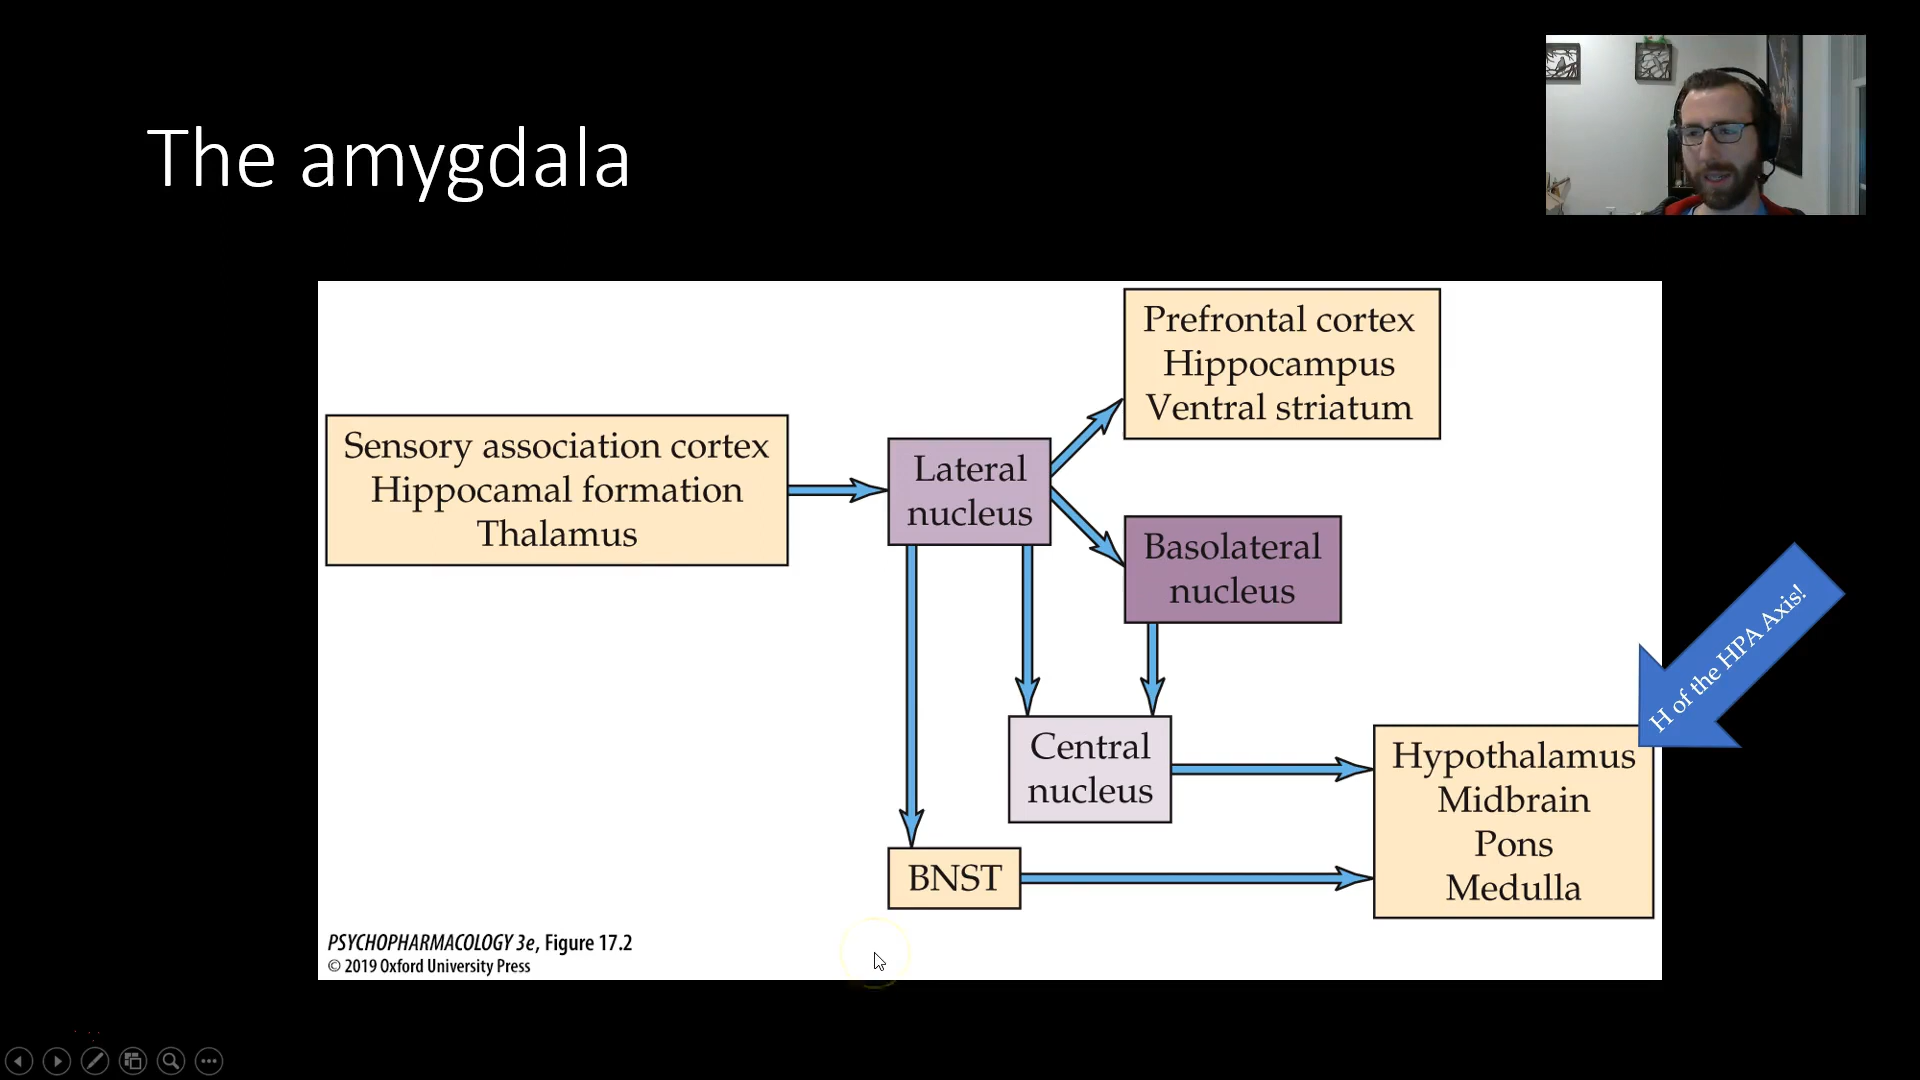 The amygdala
Prefrontal cortex
Hippocampus
Ventral striatum
Sensory association cortex
Hippocamal formation
Thalamus
Lateral
nucleus
Basolateral
nucleus
H of the HPA Axis!
Central
nucleus
Hypothalamus
Midbrain
Pons
Medulla
BNST
PSYCHOPHARMACOLOGY 3e, Figure 17.2
© 2019 Oxford University Press